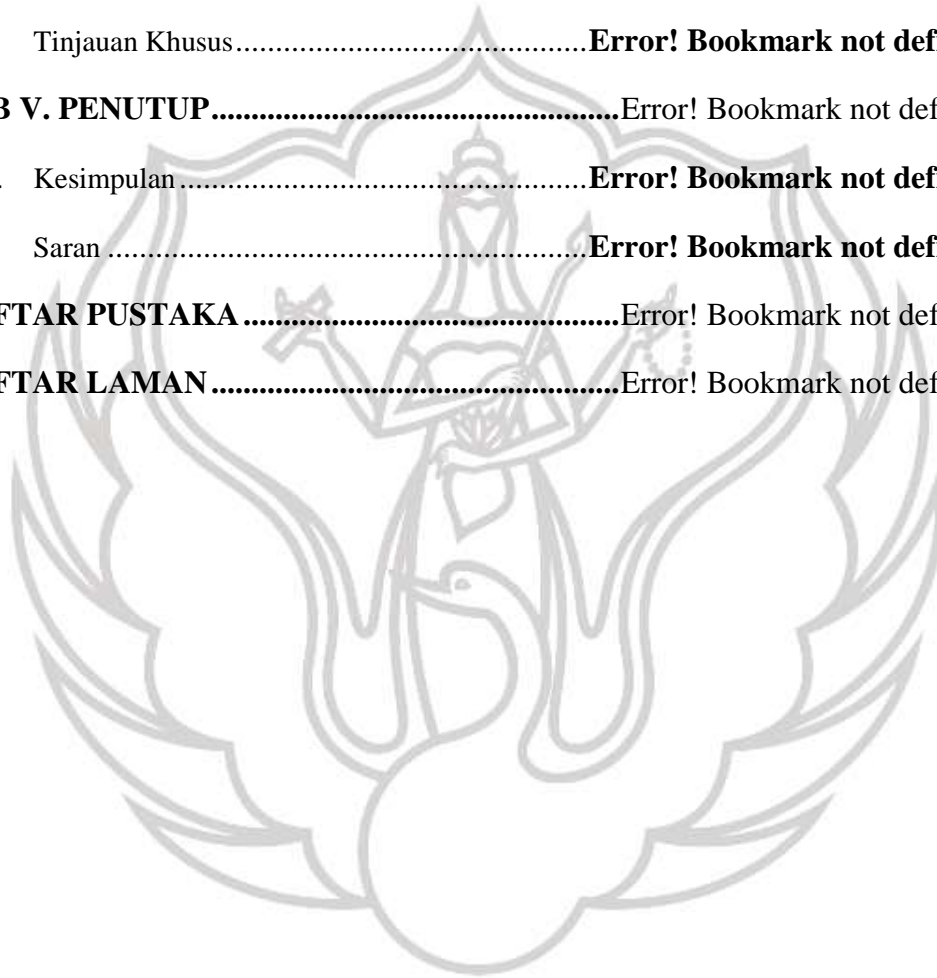 Tinjauan Khusus.............................................Error! Bookmark not def
B V. PENUTUP..................................................Error! Bookmark not def
. Kesimpulan....................................................Error! Bookmark not def
Saran .............................................................Error! Bookmark not def
FTAR PUSTAKA..............................................Error! Bookmark not def
FTAR LAMAN..................................................Error! Bookmark not def